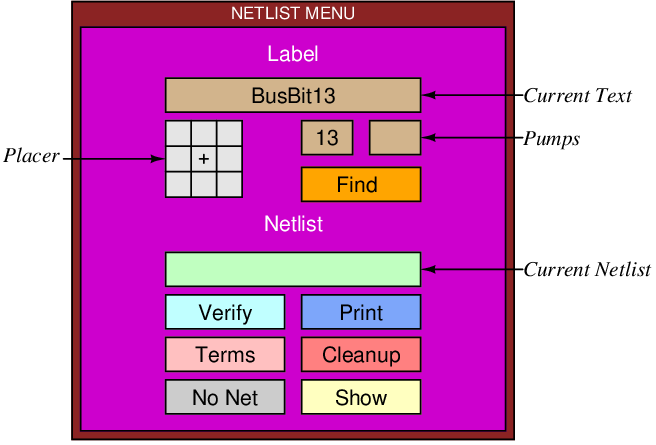 NETLIST MENU
Label
BusBit13
Current Text
13
Pumps
Placer
+
Find
Netlist
Current Netlist
Verify
Print
Terms
Cleanup
No Net
Show